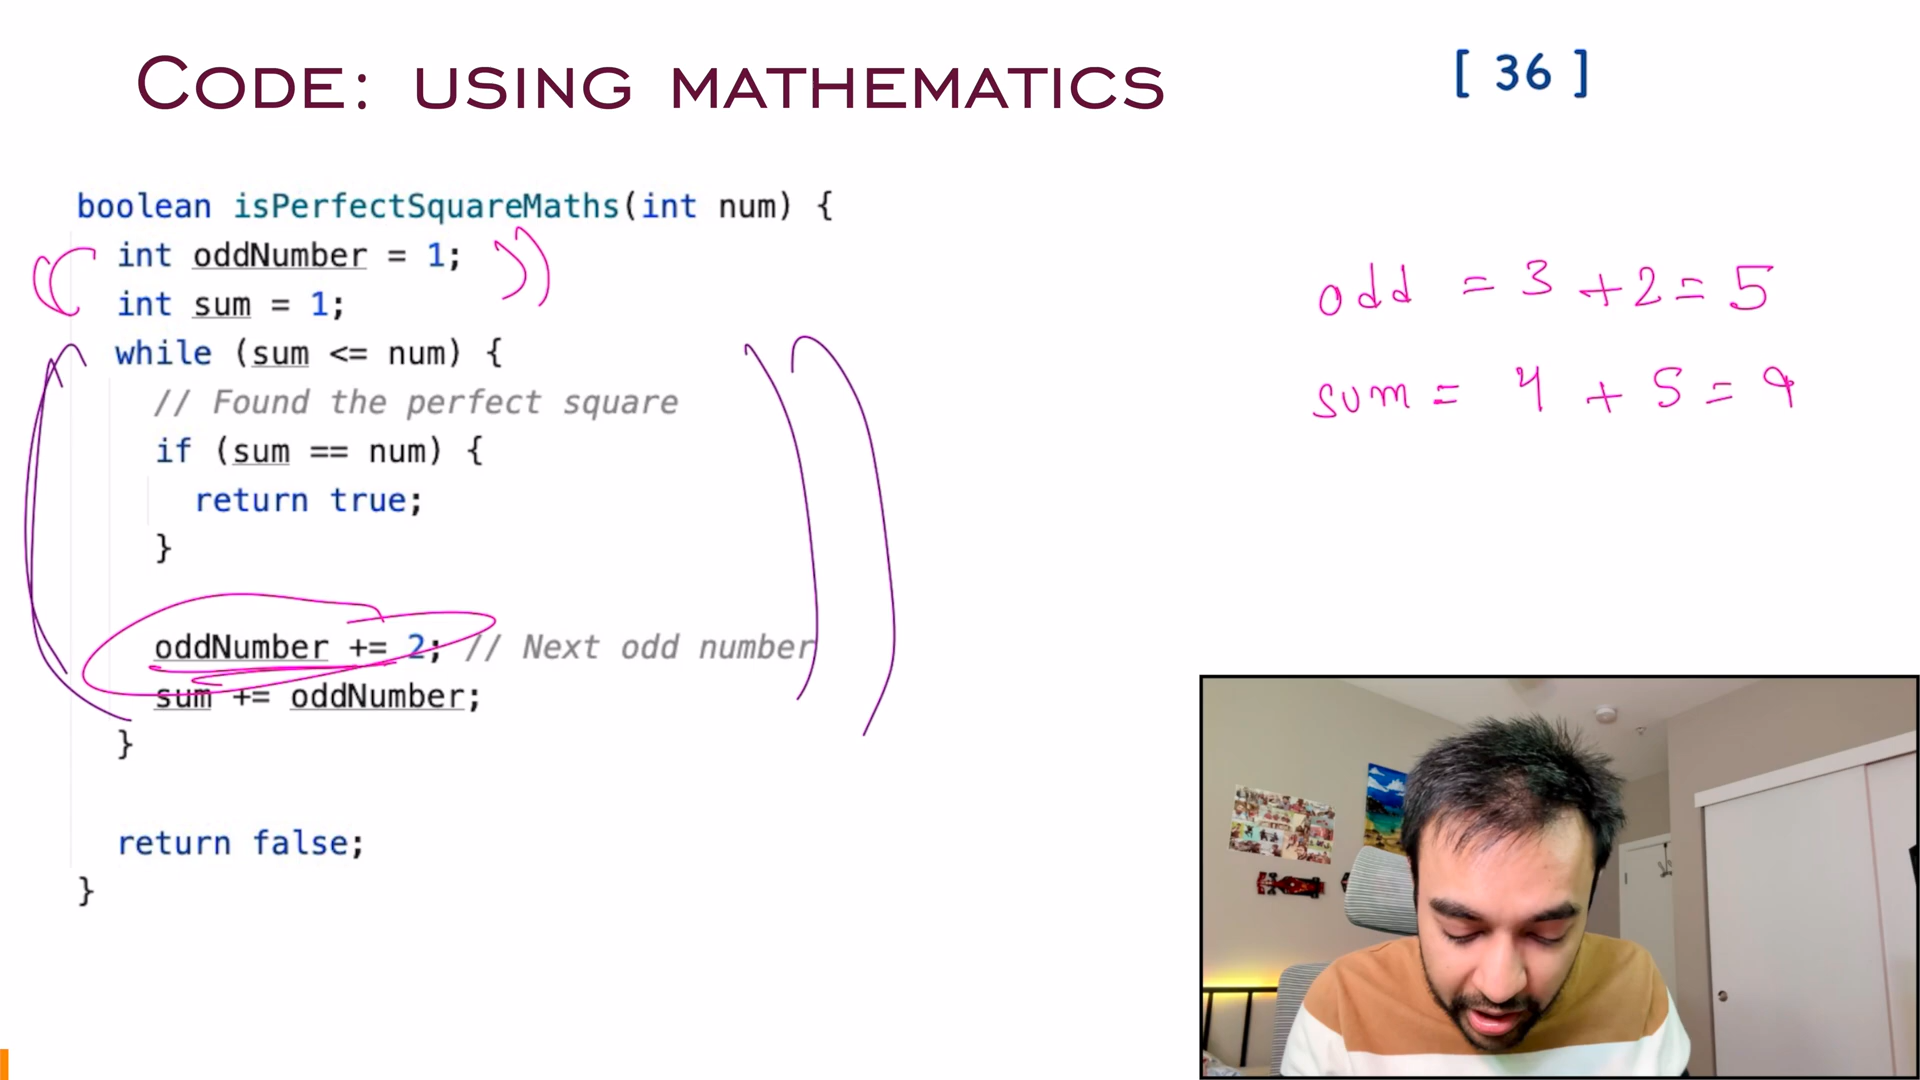 CODE: USING MATHEMATICS
[ 36 ]
boolean isPerfectSquareMaths(int num) {
int oddNumber = 1;
int sum = 1;
while (sum <= num) {
// Found the perfect square
if (sum == num) {
return true;
}
oddNumber += 2; // Next odd number
sum += oddNumber;
}
return false;
}
odd = 3 + 2 = 5
sum = 4 + 5 = 9